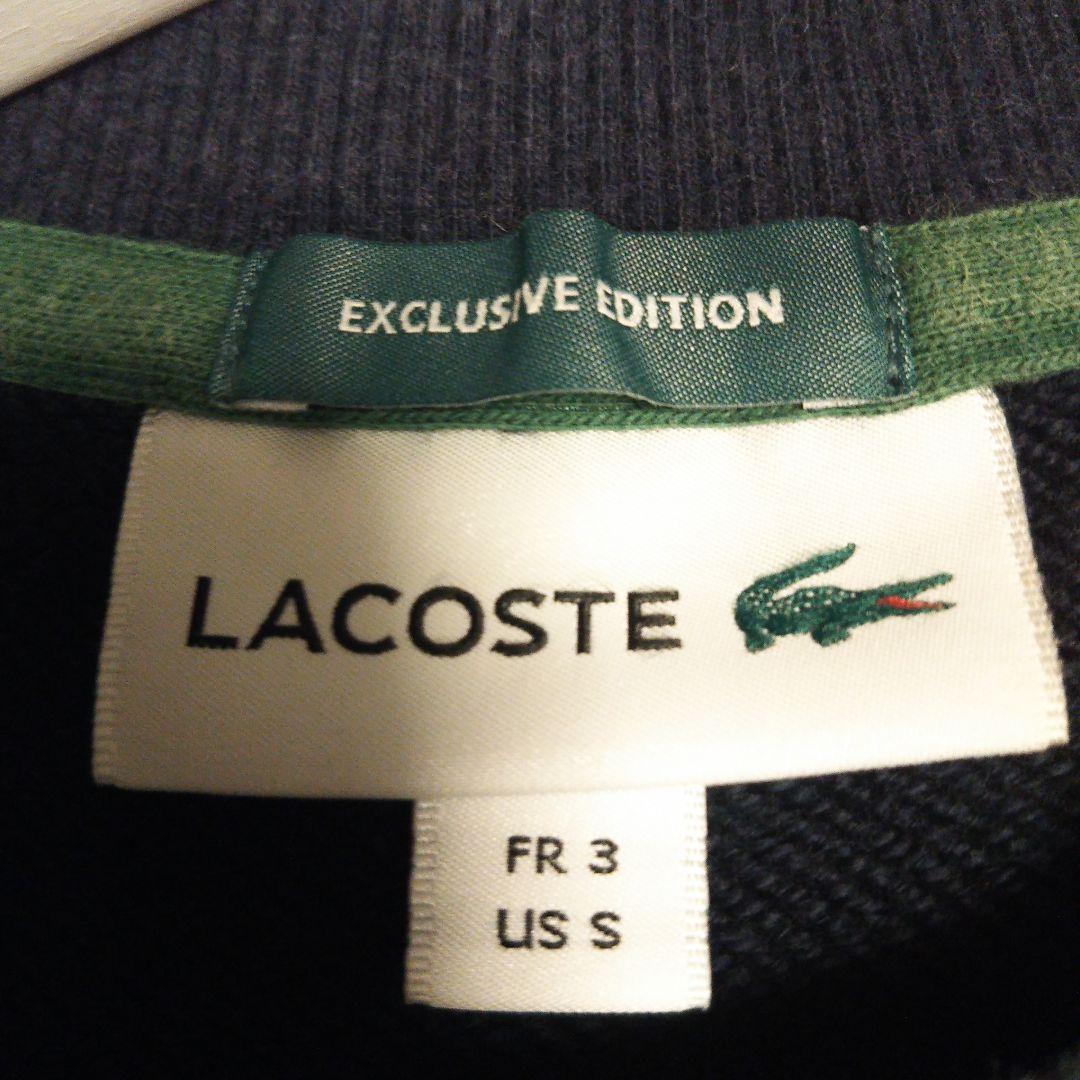 EXCLUSIVE EDITION
LACOSTE
FR 3
US S